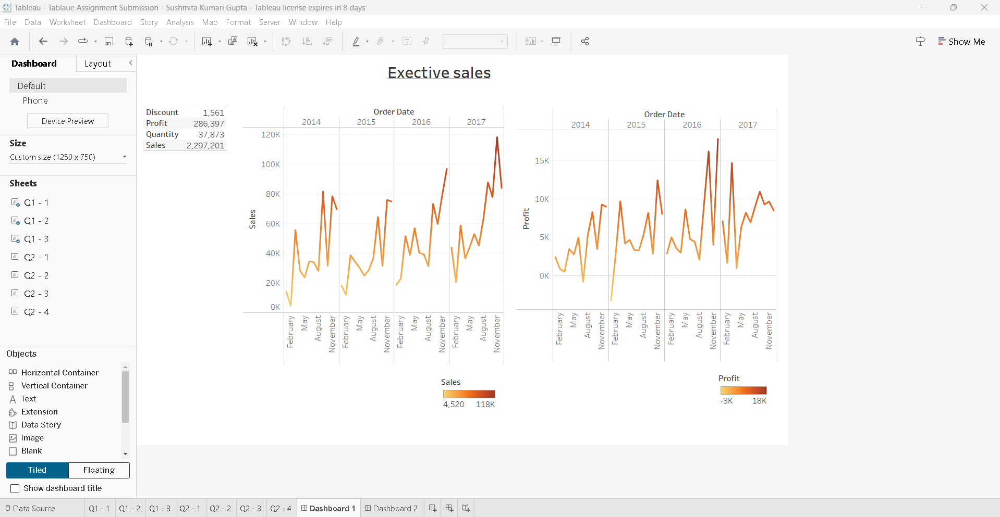 Tableau - Tablaue Assignment Submission - Sushmita Kumari Gupta - Tableau license expires in 8 days
File Data Worksheet Dashboard Story Analysis Map Format Server Window Help
Show Me
Dashboard Layout
Default
Phone
Device Preview
Size
Custom size (1250 x 750)
Sheets
Q1 - 1
Q1 - 2
Q1 - 3
Q2 - 1
Q2 - 2
Q2 - 3
Q2 - 4
Objects
Horizontal Container
Vertical Container
Text
Extension
Data Story
Image
Blank
Tiled Floating
Show dashboard title
Exective sales
Discount 1,561
Profit 286,397
Quantity 37,873
Sales 2,297,201
Order Date
2014 2015 2016 2017
Sales
120K
100K
80K
60K
40K
20K
0K
February May August November February May August November February May August November February May August November
Sales
4,520 118K
Order Date
2014 2015 2016 2017
Profit
15K
10K
5K
0K
February May August November February May August November February May August November February May August November
Profit
-3K 18K
Data Source Q1 - 1 Q1 - 2 Q1 - 3 Q2 - 1 Q2 - 2 Q2 - 3 Q2 - 4 Dashboard 1 Dashboard 2